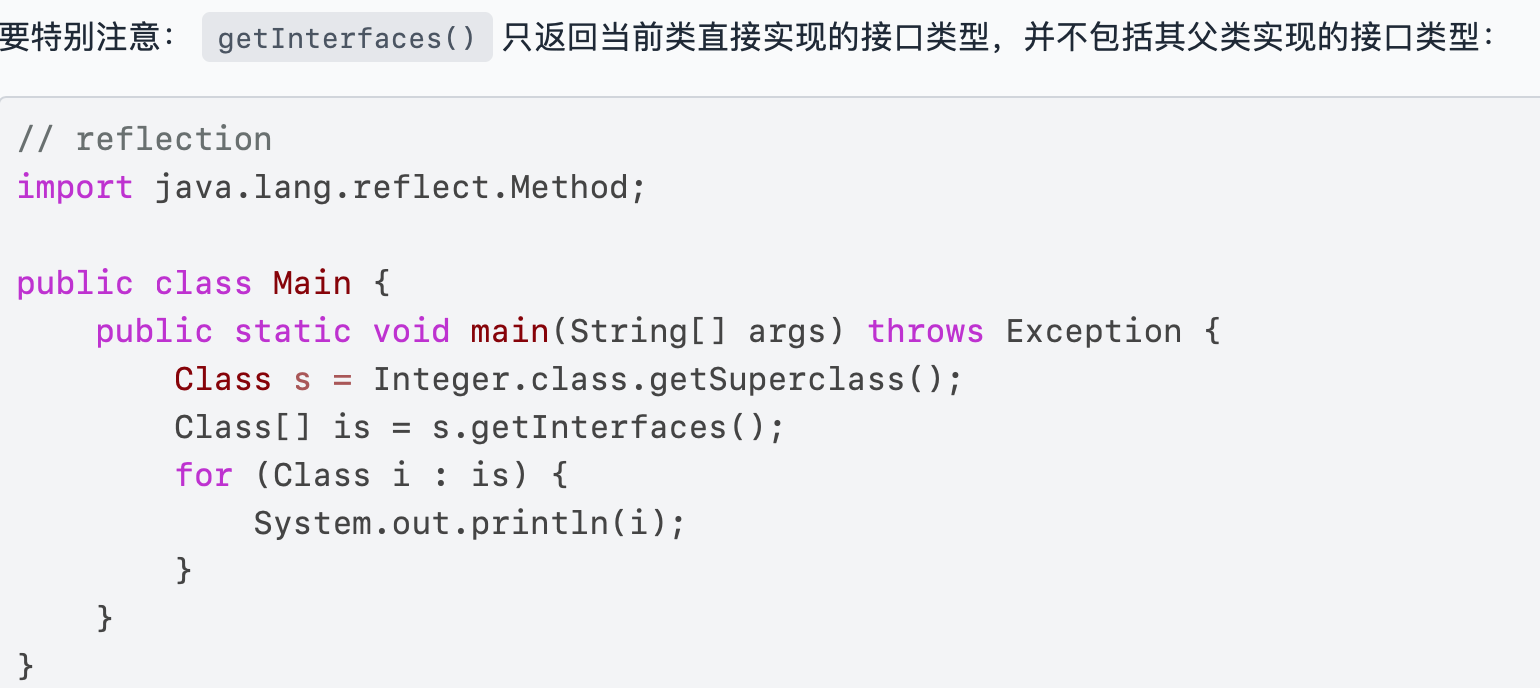 要特别注意： getInterfaces() 只返回当前类直接实现的接口类型，并不包括其父类实现的接口类型：
// reflection
import java.lang.reflect.Method;
public class Main {
    public static void main(String[] args) throws Exception {
        Class s = Integer.class.getSuperclass();
        Class[] is = s.getInterfaces();
        for (Class i : is) {
            System.out.println(i);
        }
    }
}